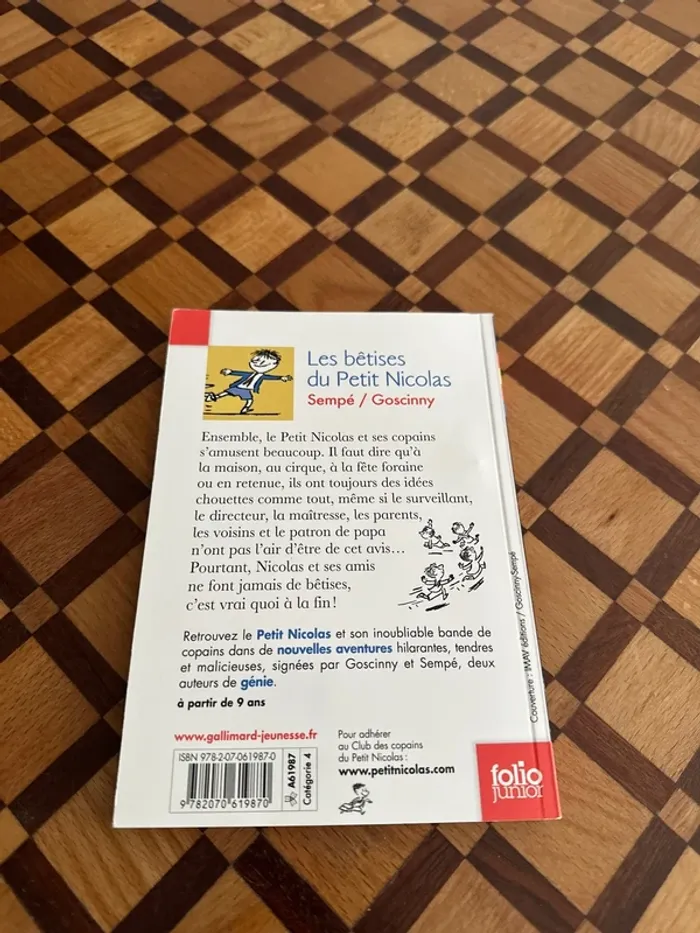 Les bêtises
du Petit Nicolas
Sempé / Goscinny
Ensemble, le Petit Nicolas et ses copains
s'amusent beaucoup. Il faut dire qu'à
la maison, au cirque, à la fête foraine
ou en retenue, ils ont toujours des idées
chouettes comme tout, même si le surveillant,
le directeur, la maîtresse, les parents,
les voisins et le patron de papa
n'ont pas l'air d'être de cet avis…
Pourtant, Nicolas et ses amis
ne font jamais de bêtises,
c'est vrai quoi à la fin !
Retrouvez le Petit Nicolas et son inoubliable bande de
copains dans de nouvelles aventures hilarantes, tendres
et malicieuses, signées par Goscinny et Sempé, deux
auteurs de génie.
à partir de 9 ans
www.gallimard-jeunesse.fr
ISBN 978-2-07-061987-0
9 782070 619870
A61987
Catégorie 4
Pour adhérer
au Club des copains
du Petit Nicolas :
www.petitnicolas.com
folio
junior
Couverture : IMAV éditions / Goscinny-Sempé